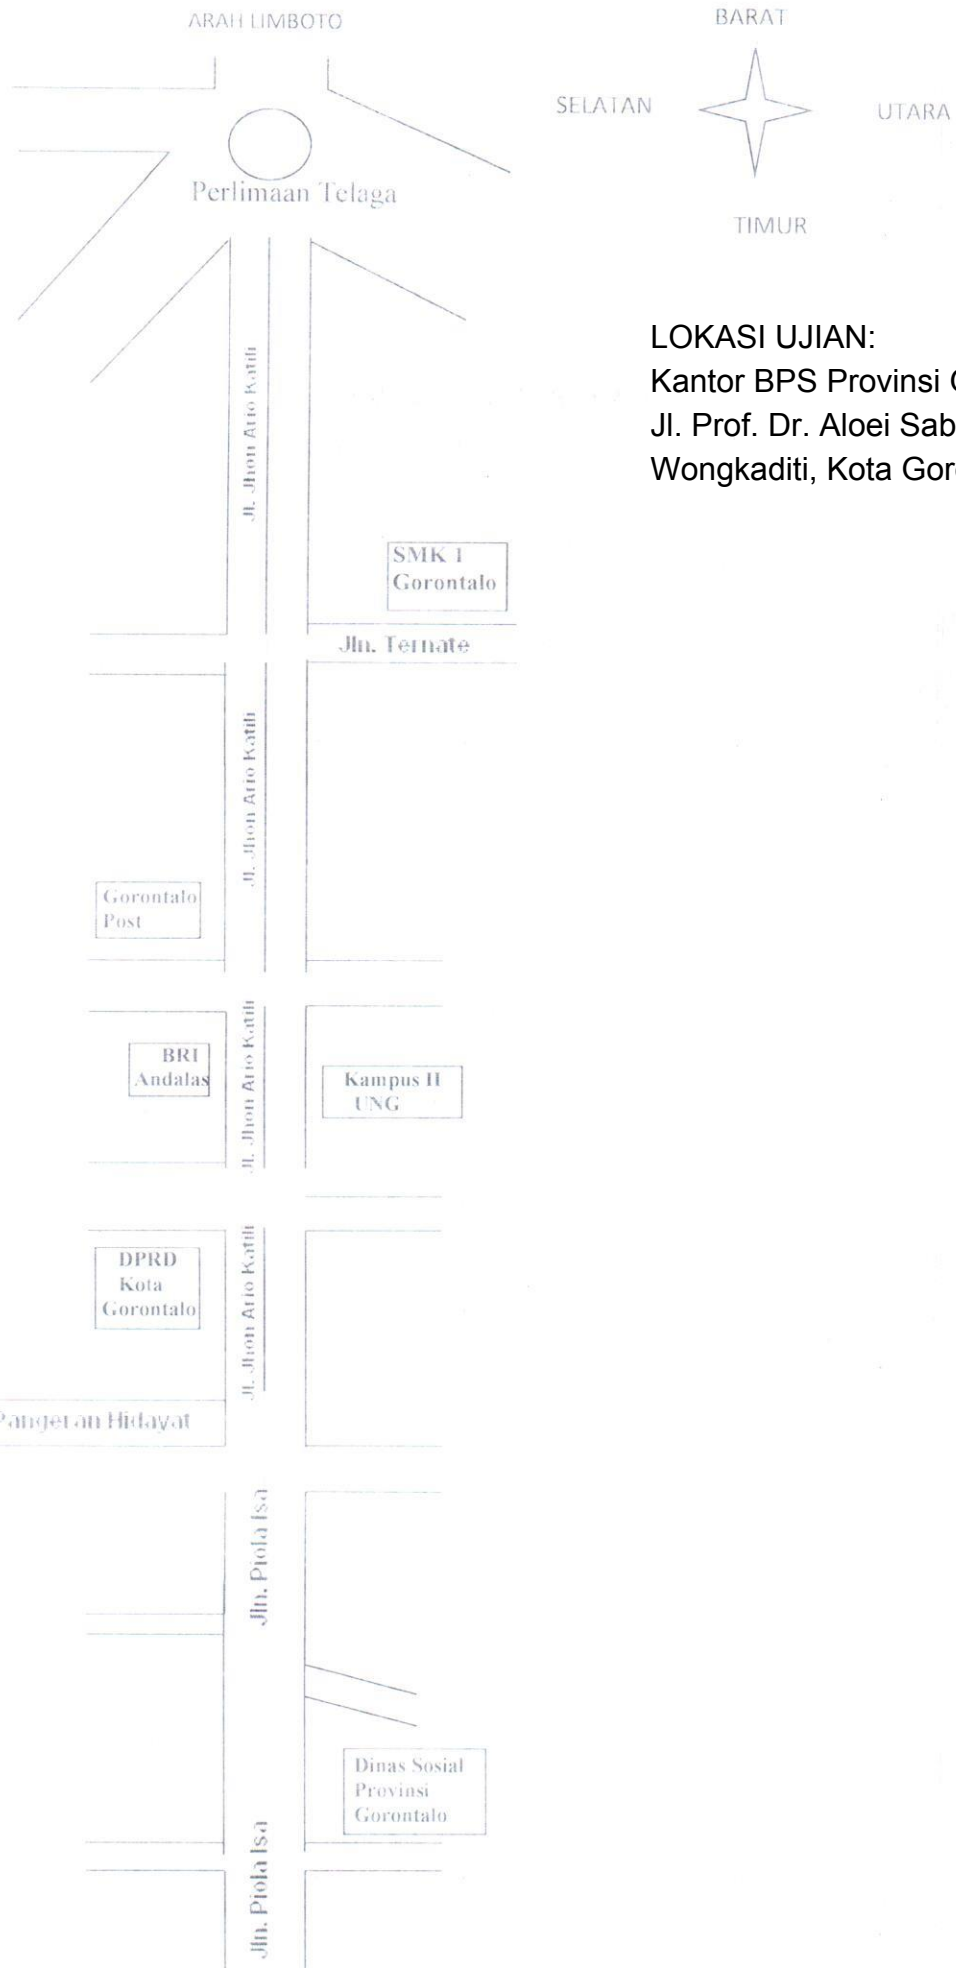 ARAH LIMBOTO
BARAT
SELATAN
UTARA
TIMUR
Perlimaan Telaga
LOKASI UJIAN:
Kantor BPS Provinsi
Jl. Prof. Dr. Aloei
Wongkaditi, Kota
Jl. Jhon Ario Katili
SMK 1
Gorontalo
Jln. Ternate
Jl. Jhon Ario Katili
Gorontalo
Post
Jl. Jhon Ario Katili
BRI
Andalas
Kampus II
UNG
Jl. Jhon Ario Katili
DPRD
Kota
Gorontalo
Pangeran Hidayat
Jln. Piola Isa
Dinas Sosial
Provinsi
Gorontalo
Jln. Piola Isa